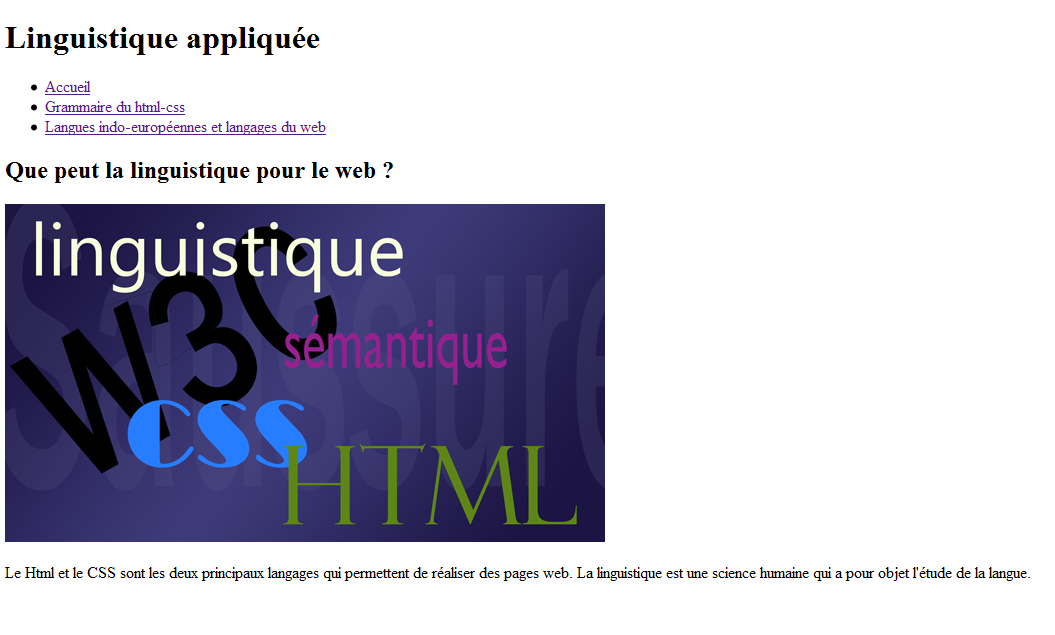 Linguistique appliquée
Accueil
Grammaire du html-css
Langues indo-européennes et langages du web
Que peut la linguistique pour le web ?
linguistique
W3C
Saussure
sémantique
CSS
HTML
Le Html et le CSS sont les deux principaux langages qui permettent de réaliser des pages web. La linguistique est une science humaine qui a pour objet l'étude de la langue.